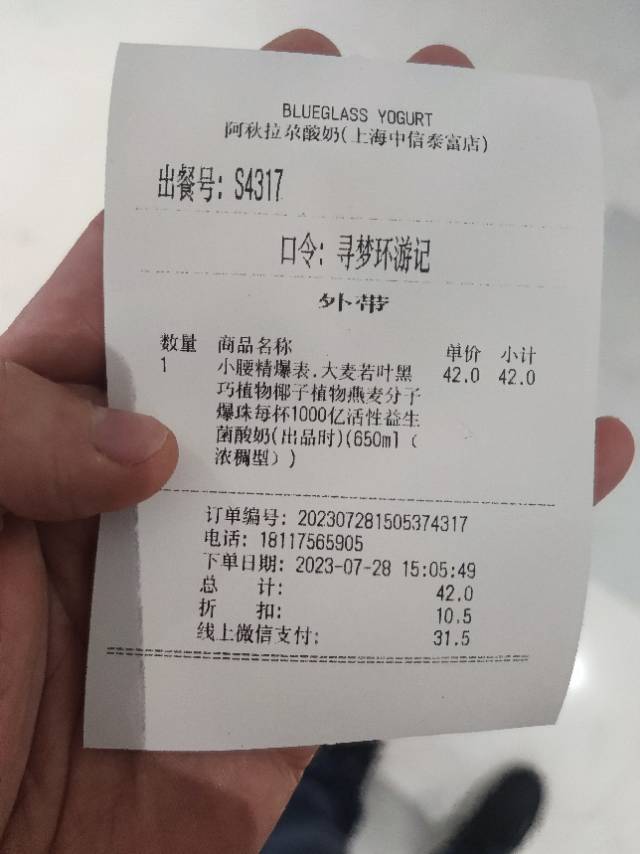 BLUEGLASS YOGURT
阿秋拉尕酸奶(上海中信泰富店)
出餐号: S4317
口令: 寻梦环游记
外带
数量 商品名称 单价 小计
1 小腰精爆表.大麦若叶黑 42.0 42.0
巧植物椰子植物燕麦分子
爆珠每杯1000亿活性益生
菌酸奶(出品时)(650ml（
浓稠型）)
订单编号: 202307281505374317
电话: 18117565905
下单日期: 2023-07-28 15:05:49
总 计: 42.0
折 扣: 10.5
线上微信支付: 31.5